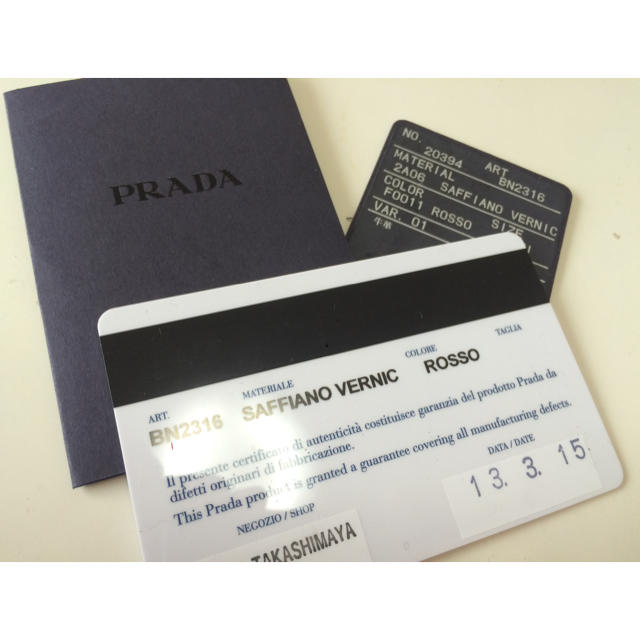 PRADA
NO. 20394 ART BN2316
MATERIAL
2A06 SAFFIANO VERNIC
COLOR SIZE
F0011 ROSSO
VAR. 01
牛革
ART. MATERIALE COLORE TAGLIA
BN2316 SAFFIANO VERNIC ROSSO
Il presente certificato di autenticità costituisce garanzia del prodotto Prada da
difetti originari di fabbricazione.
This Prada product is granted a guarantee covering all manufacturing defects.
NEGOZIO / SHOP DATA / DATE
TAKASHIMAYA 13. 3. 15.